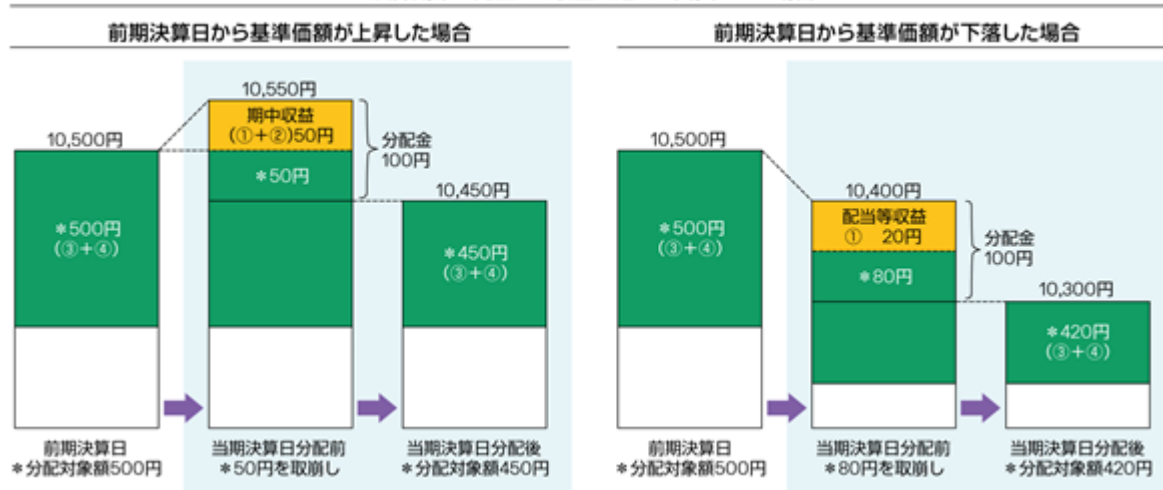 前期決算日から基準価額が上昇した場合
10,550円
期中収益
(①+②)50円
分配金
100円
10,500円
＊50円
10,450円
＊500円
(③+④)
＊450円
(③+④)
前期決算日
＊分配対象額500円
当期決算日分配前
＊50円を取崩し
当期決算日分配後
＊分配対象額450円
前期決算日から基準価額が下落した場合
10,500円
10,400円
配当等収益
① 20円
分配金
100円
＊500円
(③+④)
＊80円
10,300円
＊420円
(③+④)
前期決算日
＊分配対象額500円
当期決算日分配前
＊80円を取崩し
当期決算日分配後
＊分配対象額420円